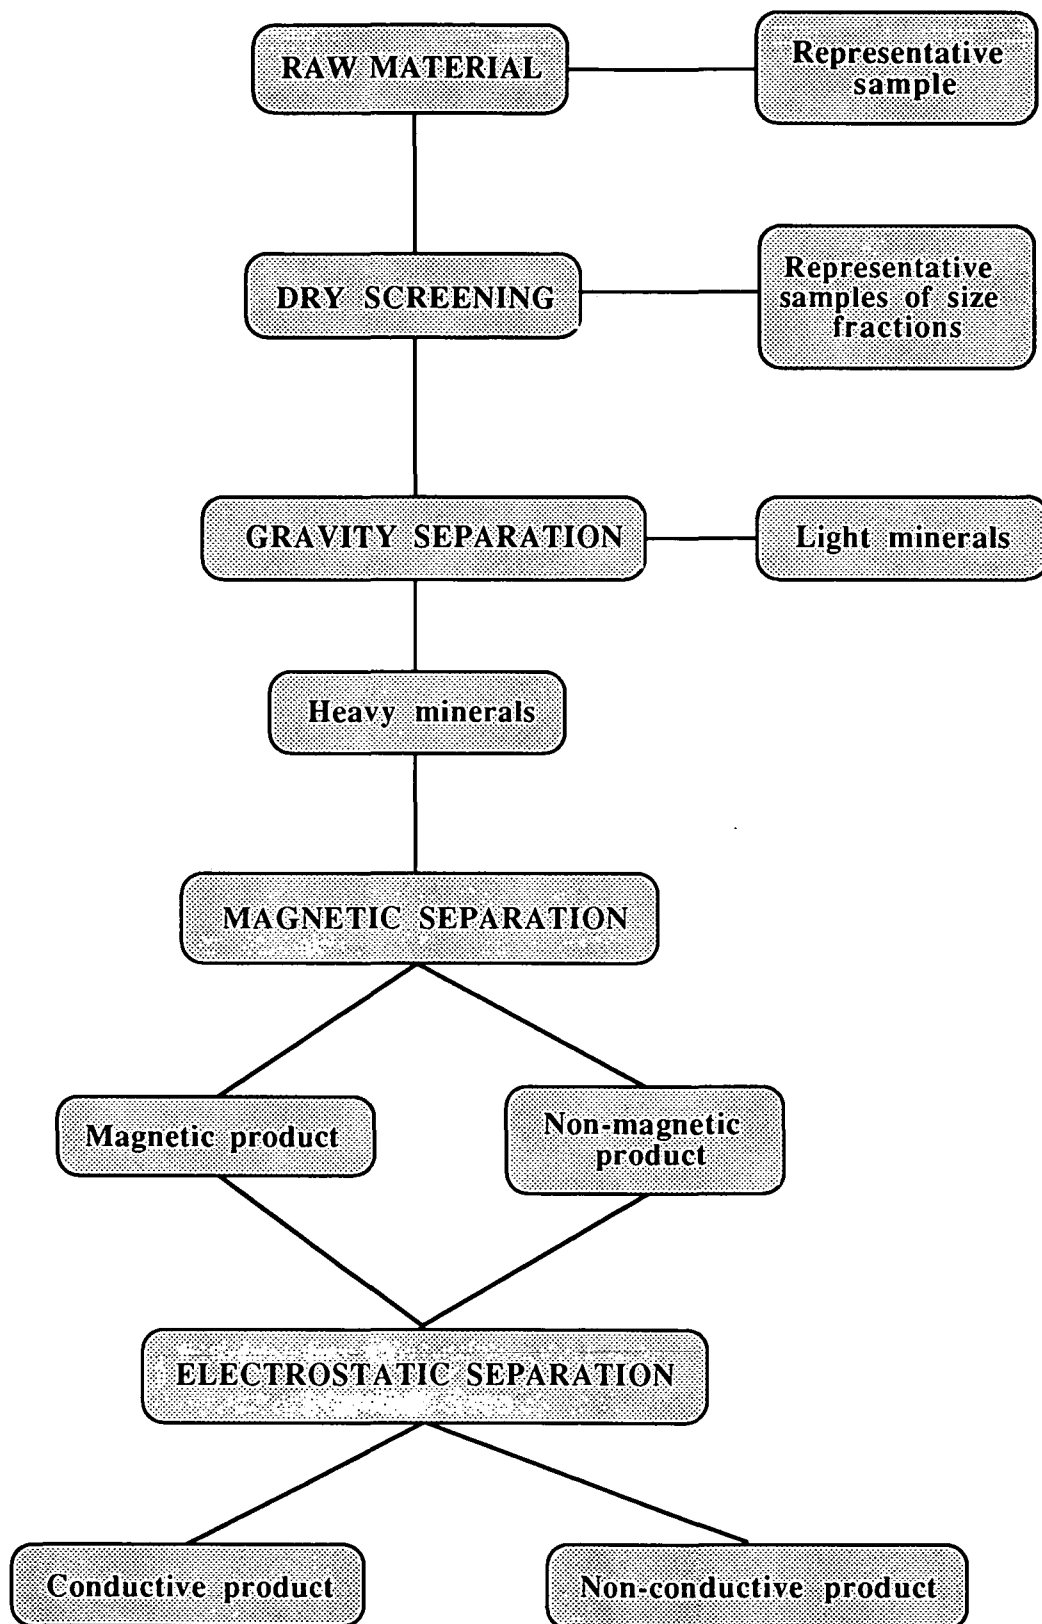 RAW MATERIAL
Representative
sample
DRY SCREENING
Representative
samples of size
fractions
GRAVITY SEPARATION
Light minerals
Heavy minerals
MAGNETIC SEPARATION
Magnetic product
Non-magnetic
product
ELECTROSTATIC SEPARATION
Conductive product
Non-conductive product